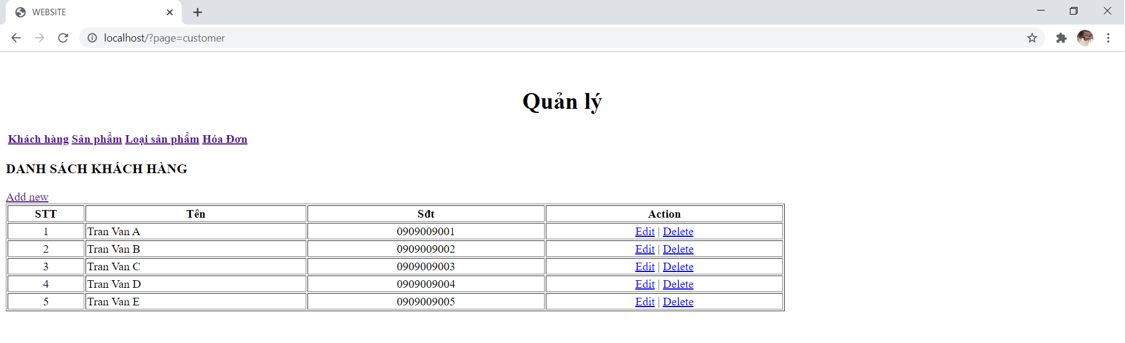 WEBSITE
localhost/?page=customer
Quản lý
Khách hàng Sản phẩm Loại sản phẩm Hóa Đơn
DANH SÁCH KHÁCH HÀNG
Add new
STT Tên Sđt Action
1 Tran Van A 0909009001 Edit | Delete
2 Tran Van B 0909009002 Edit | Delete
3 Tran Van C 0909009003 Edit | Delete
4 Tran Van D 0909009004 Edit | Delete
5 Tran Van E 0909009005 Edit | Delete